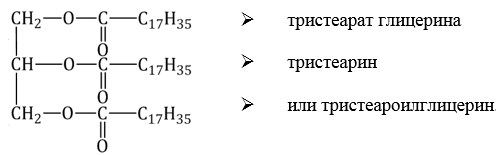 CH₂—O—C—C₁₇H₃₅ ➢ тристеарат глицерина
O
CH—O—C—C₁₇H₃₅ ➢ тристеарин
O
CH₂—O—C—C₁₇H₃₅ ➢ или тристеароилглицерин.
O